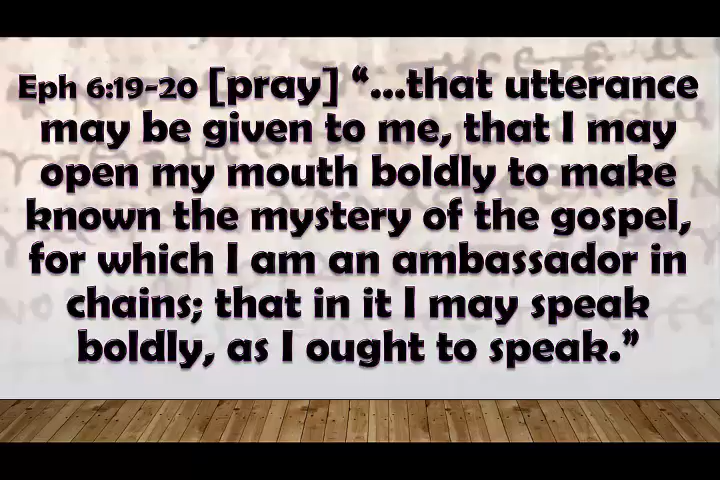 Eph 6:19-20 [pray] “...that utterance
may be given to me, that I may
open my mouth boldly to make
known the mystery of the gospel,
for which I am an ambassador in
chains; that in it I may speak
boldly, as I ought to speak.”